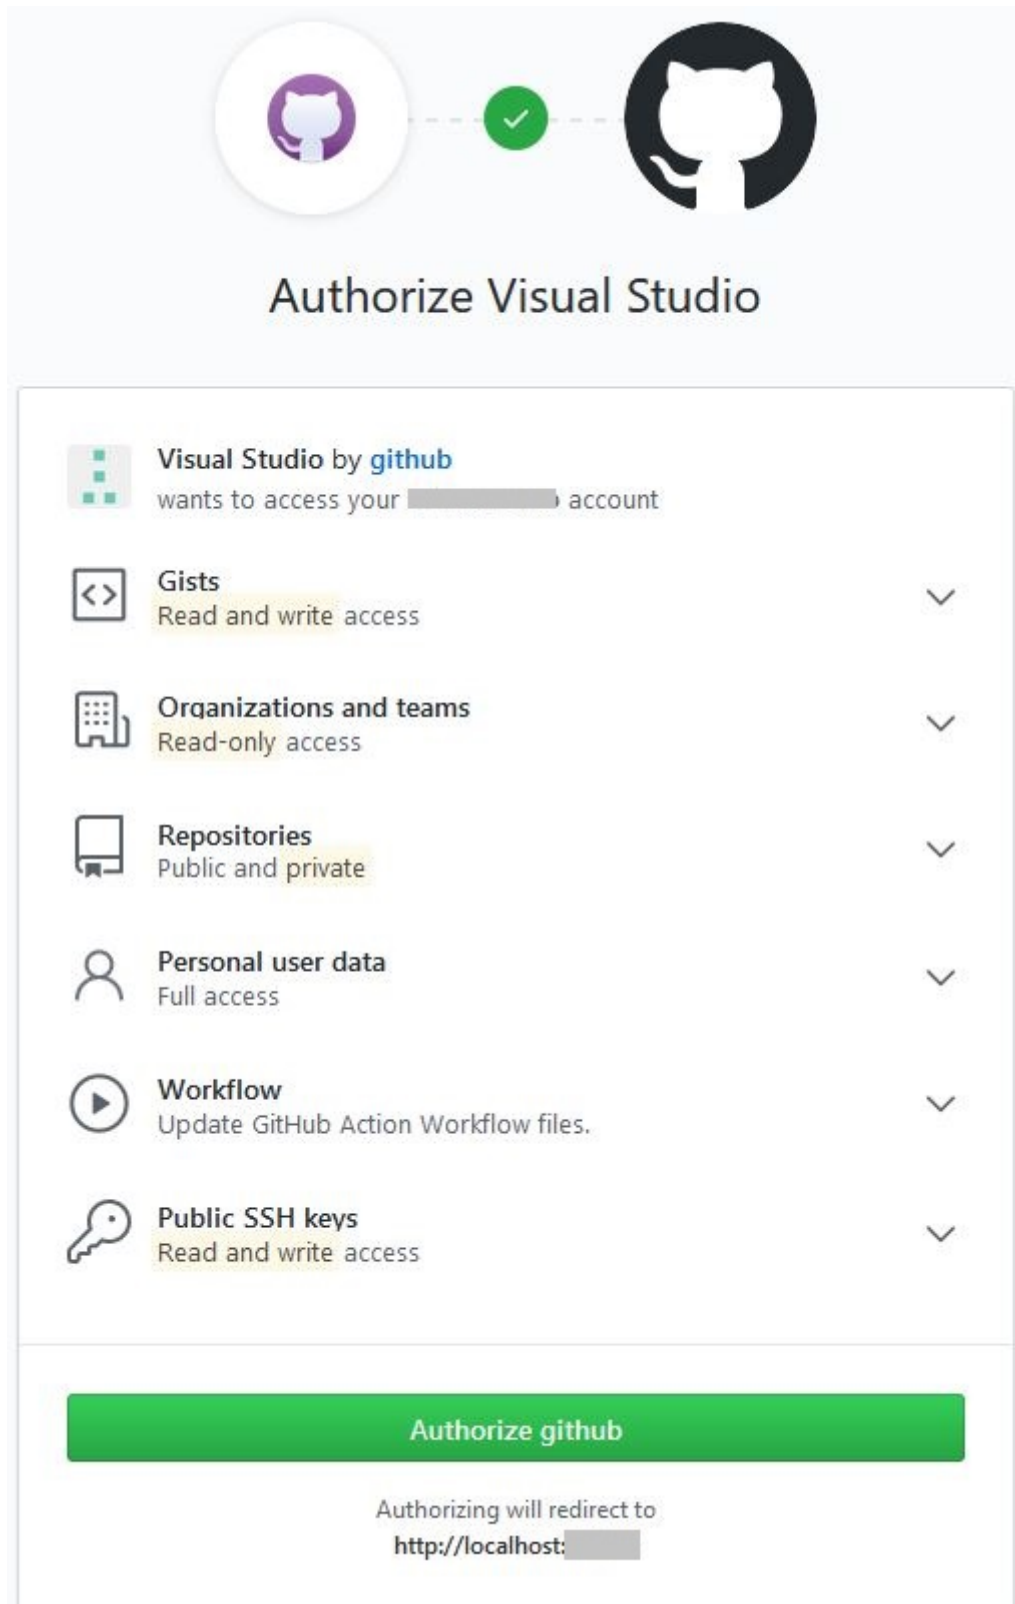 Authorize Visual Studio
Visual Studio by github
wants to access your account
Gists
Read and write access
Organizations and teams
Read-only access
Repositories
Public and private
Personal user data
Full access
Workflow
Update GitHub Action Workflow files.
Public SSH keys
Read and write access
Authorize github
Authorizing will redirect to
http://localhost: